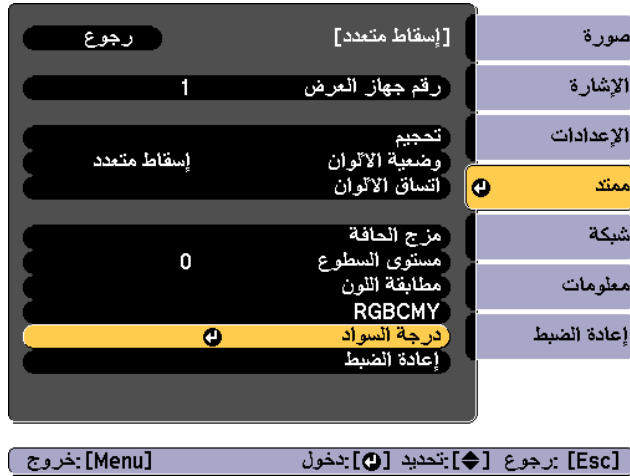 [إسقاط متعدد] رجوع
رقم جهاز العرض 1
تحجيم
وضعية الألوان إسقاط متعدد
اتساق الألوان
مزج الحافة
مستوى السطوع 0
مطابقة اللون
RGBCMY
درجة السواد
إعادة الضبط
صورة
الإشارة
الإعدادات
ممتد
شبكة
معلومات
إعادة الضبط
[Esc] :رجوع [◆]:تحديد [↵]:دخول [Menu]:خروج